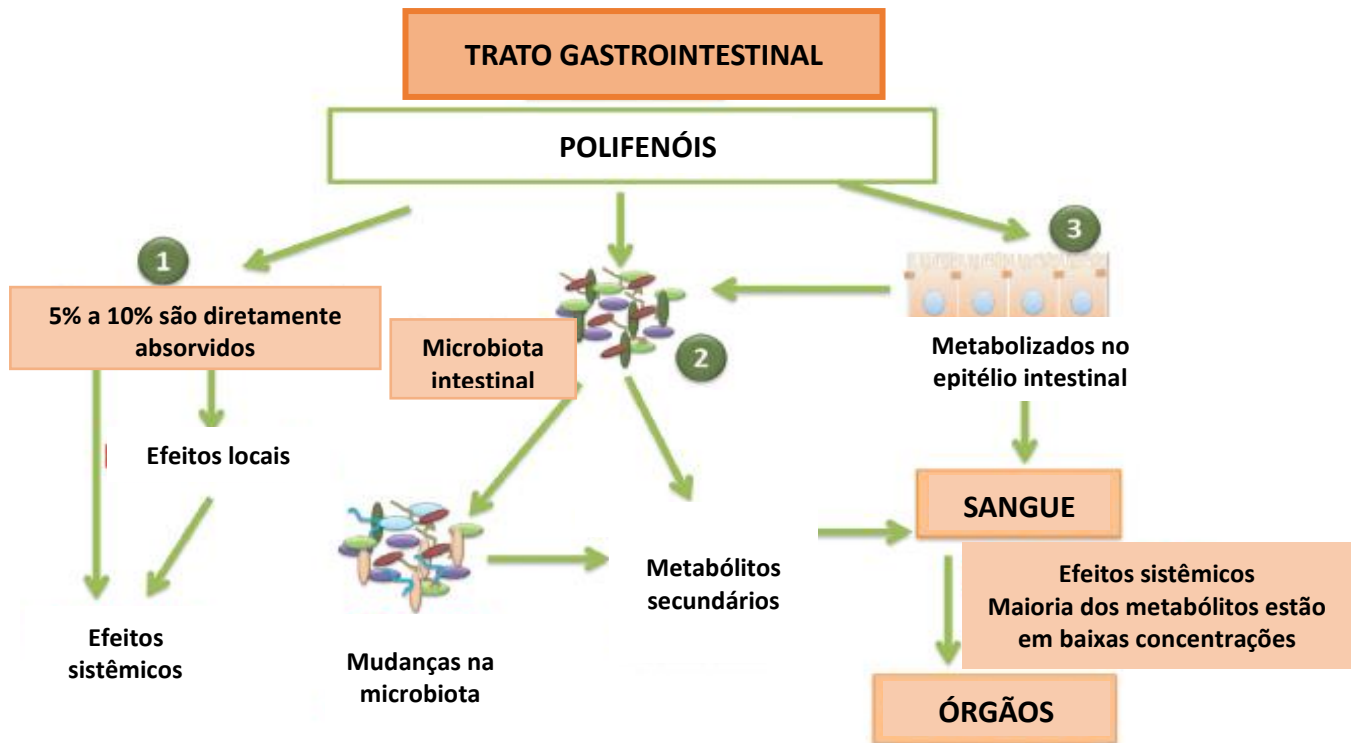 TRATO GASTROINTESTINAL
POLIFENÓIS
1
5% a 10% são diretamente
absorvidos
Efeitos locais
Efeitos
sistêmicos
Microbiota
intestinal
2
Mudanças na
microbiota
Metabólitos
secundários
3
Metabolizados no
epitélio intestinal
SANGUE
Efeitos sistêmicos
Maioria dos metabólitos estão
em baixas concentrações
ÓRGÃOS